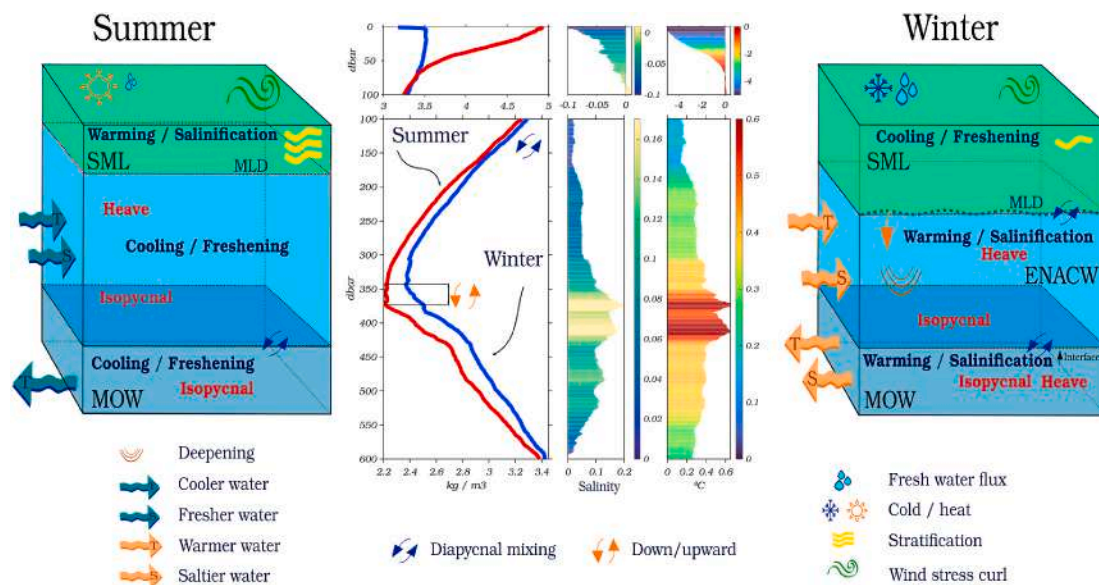 Summer
Warming / Salinification
SML
MLD
Heave
T
S
Cooling / Freshening
Isopycnal
Cooling / Freshening
Isopycnal
T
MOW
Deepening
Cooler water
Fresher water
T
Warmer water
S
Saltier water
dbar
0
50
100
3
3.5
4
4.5
5
-0.1
-0.05
0
0
-0.05
-0.1
-4
-2
0
0
-2
-4
dbar
100
150
200
250
300
350
400
450
500
550
600
Summer
Winter
2.2
2.4
2.6
2.8
3
3.2
3.4
kg / m3
0
0.1
0.2
Salinity
0.16
0.14
0.12
0.1
0.08
0.06
0.04
0.02
0
0
0.2
0.4
0.6
ºC
0.6
0.5
0.4
0.3
0.2
0.1
0
Diapycnal mixing
Down/upward
Winter
Cooling / Freshening
SML
MLD
T
Warming / Salinification
Heave
S
ENACW
Isopycnal
T
Warming / Salinification
Interface
S
Isopycnal Heave
MOW
Fresh water flux
Cold / heat
Stratification
Wind stress curl